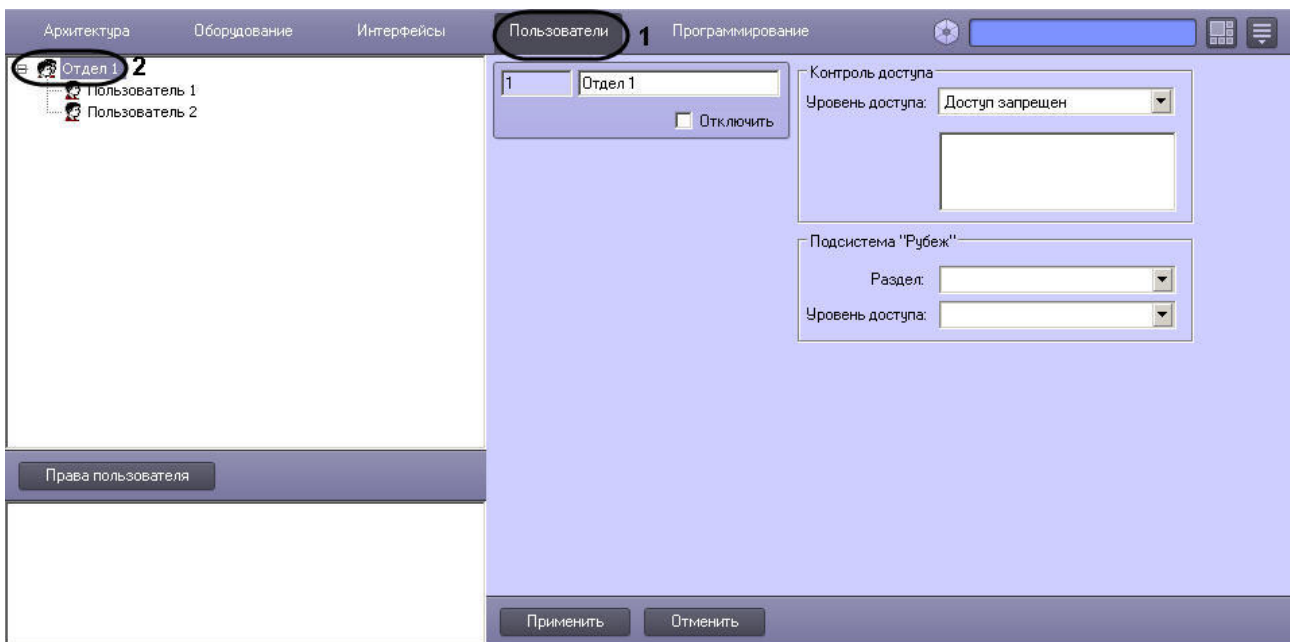 Архитектура Оборудование Интерфейсы Пользователи 1 Программирование
Отдел 1 2
Пользователь 1
Пользователь 2
1 Отдел 1
Отключить
Контроль доступа
Уровень доступа: Доступ запрещен
Подсистема "Рубеж"
Раздел:
Уровень доступа:
Права пользователя
Применить Отменить